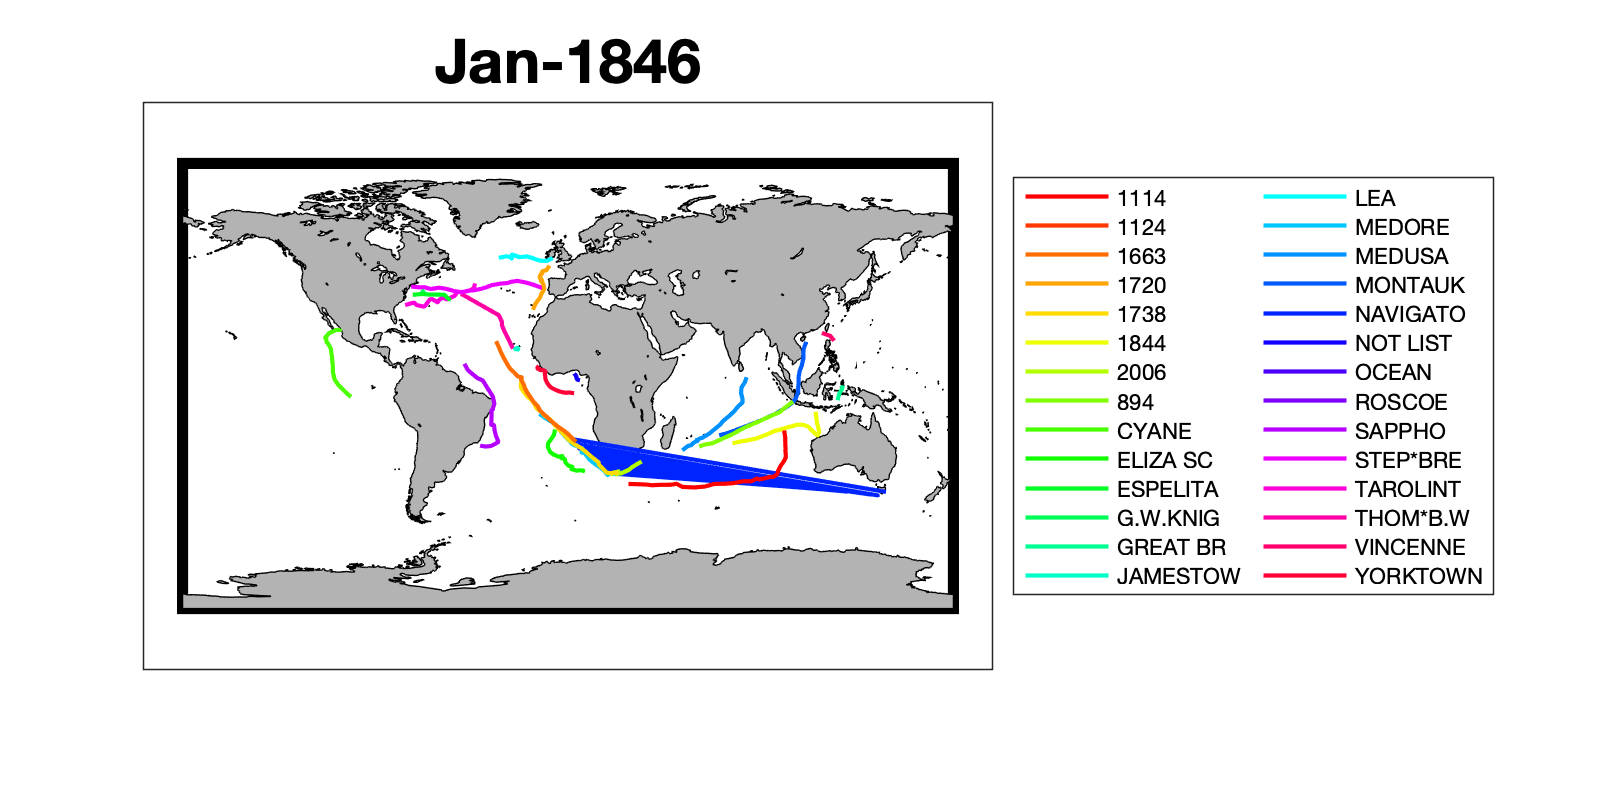 Jan-1846
1114
1124
1663
1720
1738
1844
2006
894
CYANE
ELIZA SC
ESPELITA
G.W.KNIG
GREAT BR
JAMESTOW
LEA
MEDORE
MEDUSA
MONTAUK
NAVIGATO
NOT LIST
OCEAN
ROSCOE
SAPPHO
STEP*BRE
TAROLINT
THOM*B.W
VINCENNE
YORKTOWN